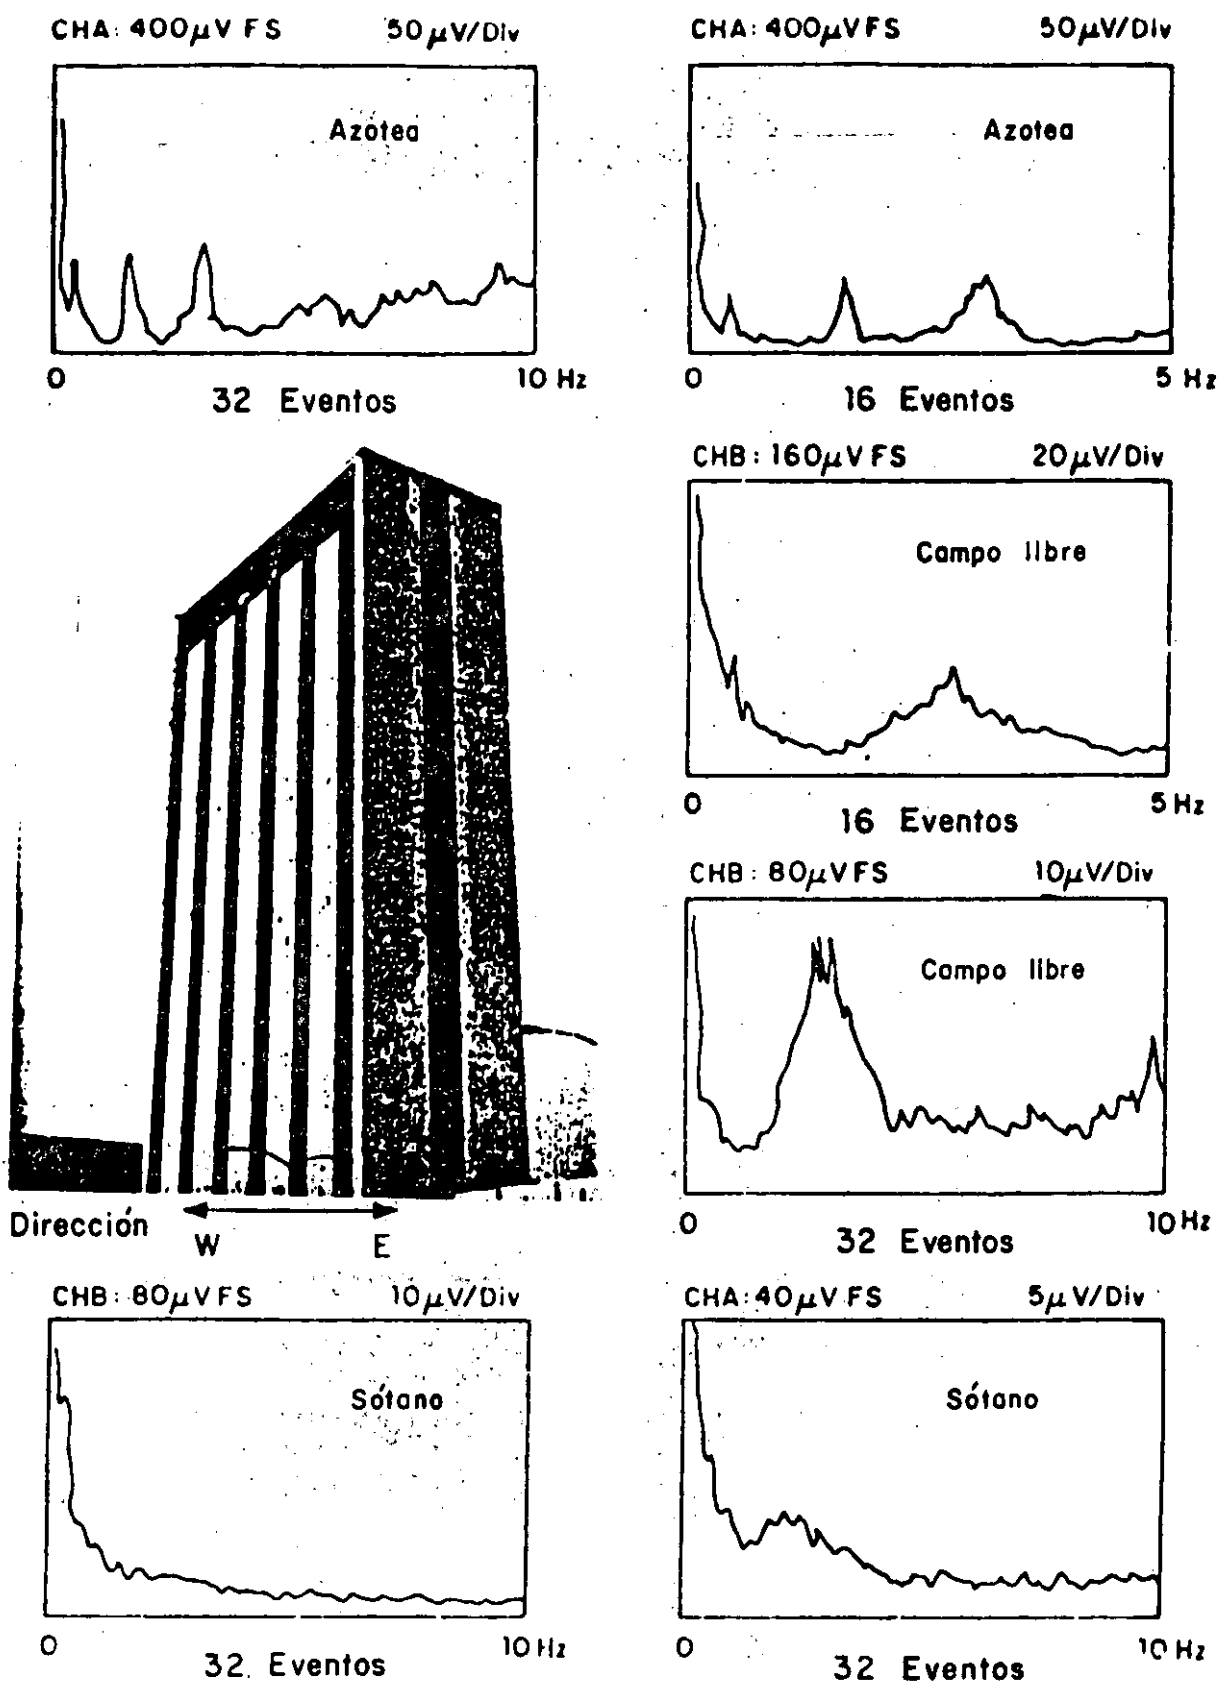 CHA: 400μV FS 50μV/Div
Azotea
0 10 Hz
32 Eventos
CHA: 400μV FS 50μV/Div
Azotea
0 5 Hz
16 Eventos
CHB: 160μV FS 20μV/Div
Campo libre
0 5 Hz
16 Eventos
CHB: 80μV FS 10μV/Div
Campo libre
0 10 Hz
32 Eventos
Dirección W E
CHB: 80μV FS 10μV/Div
Sótano
0 10 Hz
32 Eventos
CHA: 40μV FS 5μV/Div
Sótano
0 10 Hz
32 Eventos